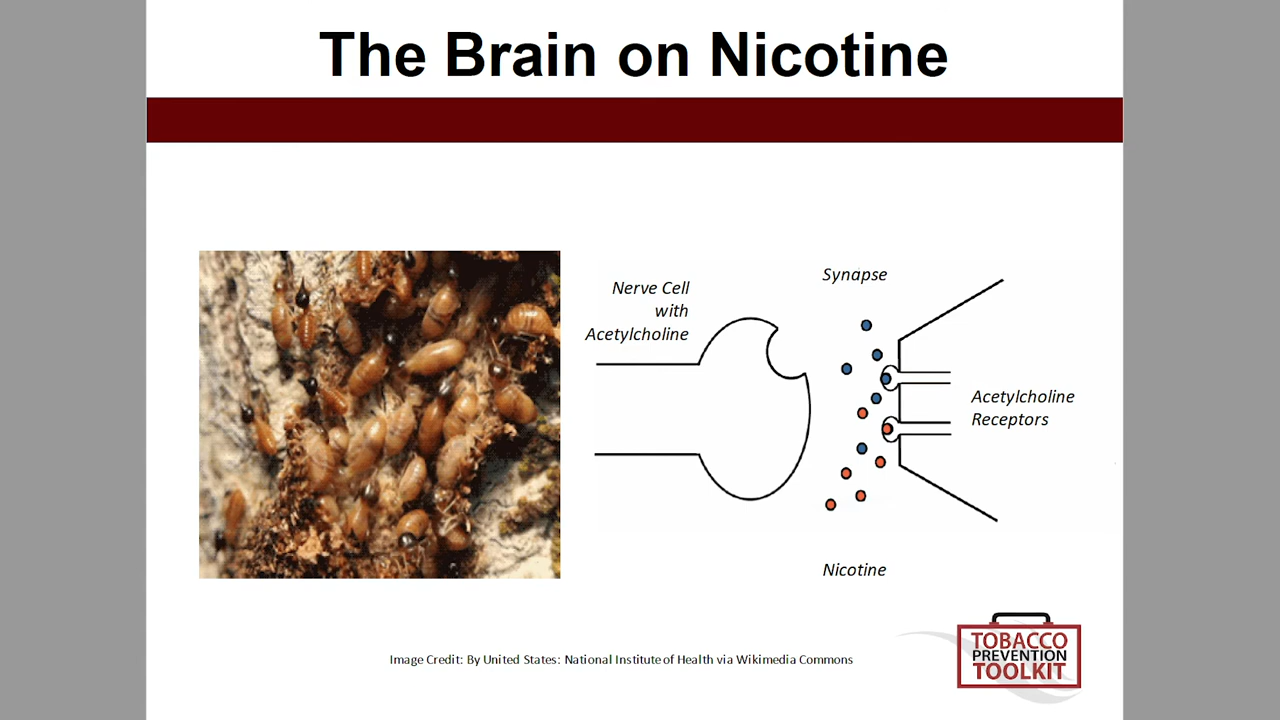 The Brain on Nicotine
Nerve Cell
with
Acetylcholine
Synapse
Acetylcholine
Receptors
Nicotine
Image Credit: By United States: National Institute of Health via Wikimedia Commons
TOBACCO
PREVENTION
TOOLKIT